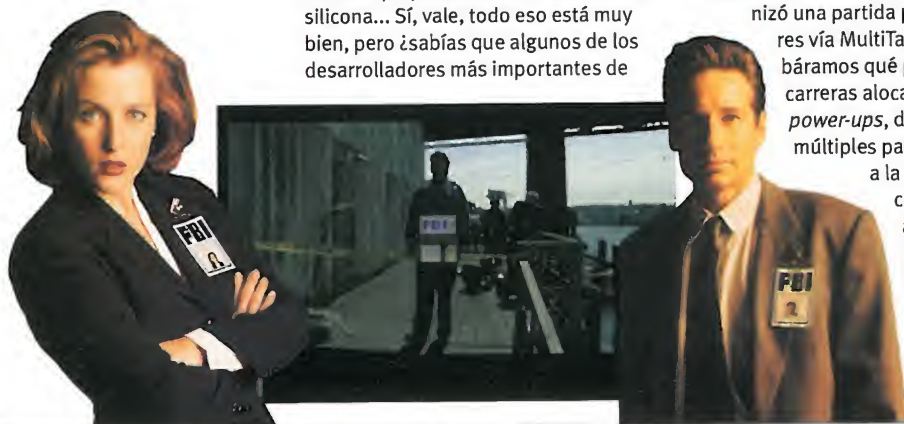 silicona... Sí, vale, todo eso está muy
bien, pero ¿sabías que algunos de los
desarrolladores más importantes de
nizó una partida p
res vía MultiTa
báramos qué p
carreras aloca
power-ups, d
múltiples pa
a la
c
FBI
FBI
FBI